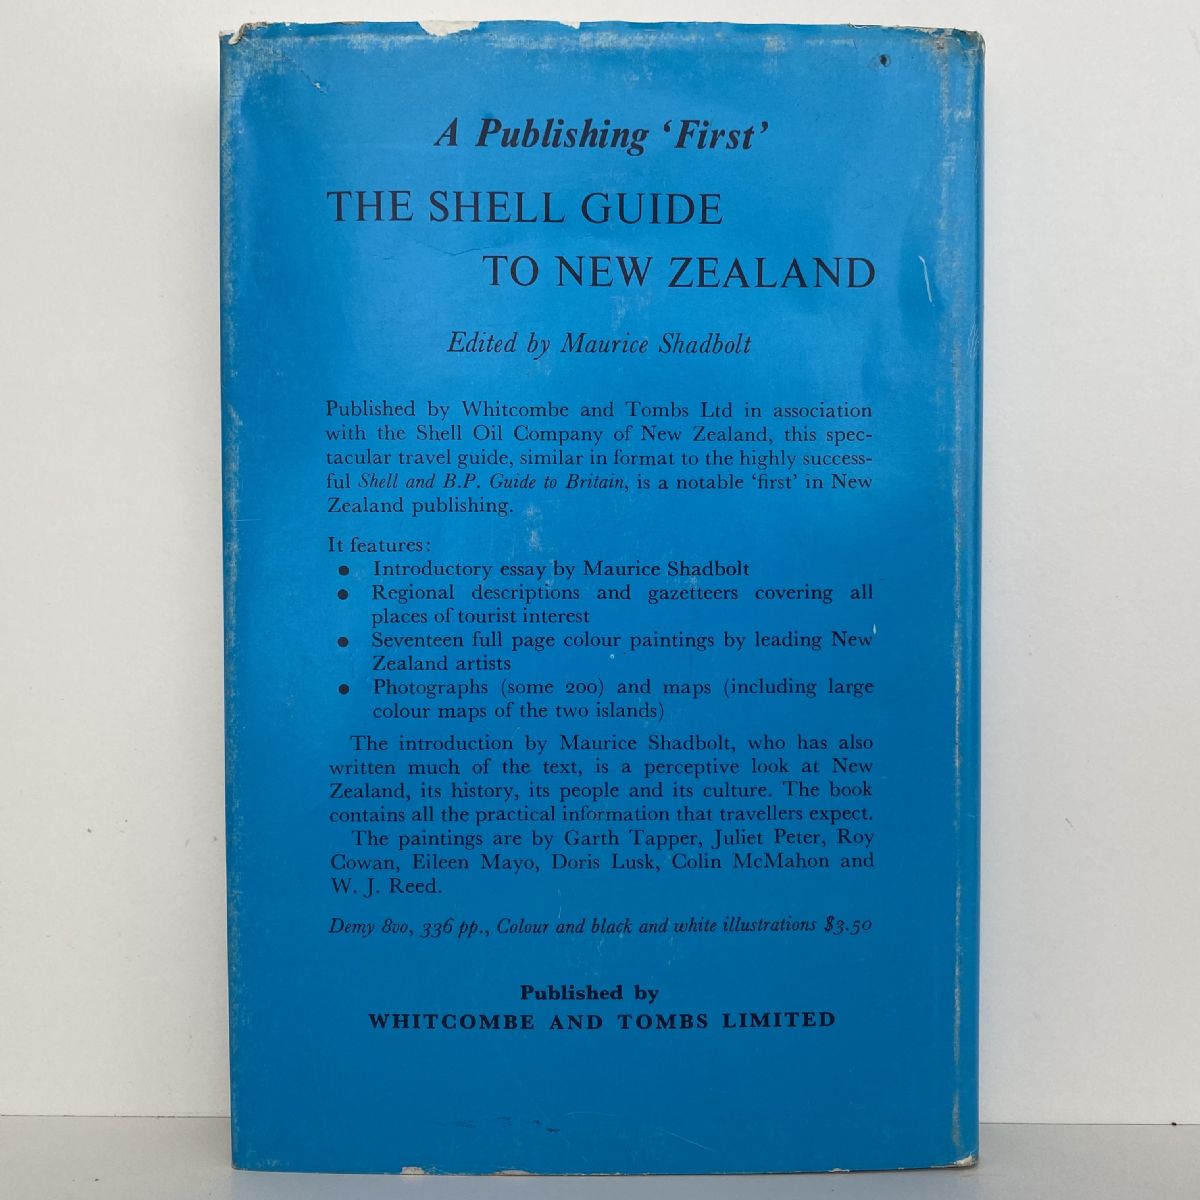 A Publishing ‘First’
THE SHELL GUIDE
TO NEW ZEALAND
Edited by Maurice Shadbolt
Published by Whitcombe and Tombs Ltd in association
with the Shell Oil Company of New Zealand, this spec-
tacular travel guide, similar in format to the highly success-
ful Shell and B.P. Guide to Britain, is a notable ‘first’ in New
Zealand publishing.
It features:
● Introductory essay by Maurice Shadbolt
● Regional descriptions and gazetteers covering all
places of tourist interest
● Seventeen full page colour paintings by leading New
Zealand artists
● Photographs (some 200) and maps (including large
colour maps of the two islands)
The introduction by Maurice Shadbolt, who has also
written much of the text, is a perceptive look at New
Zealand, its history, its people and its culture. The book
contains all the practical information that travellers expect.
The paintings are by Garth Tapper, Juliet Peter, Roy
Cowan, Eileen Mayo, Doris Lusk, Colin McMahon and
W. J. Reed.
Demy 8vo, 336 pp., Colour and black and white illustrations $3.50
Published by
WHITCOMBE AND TOMBS LIMITED